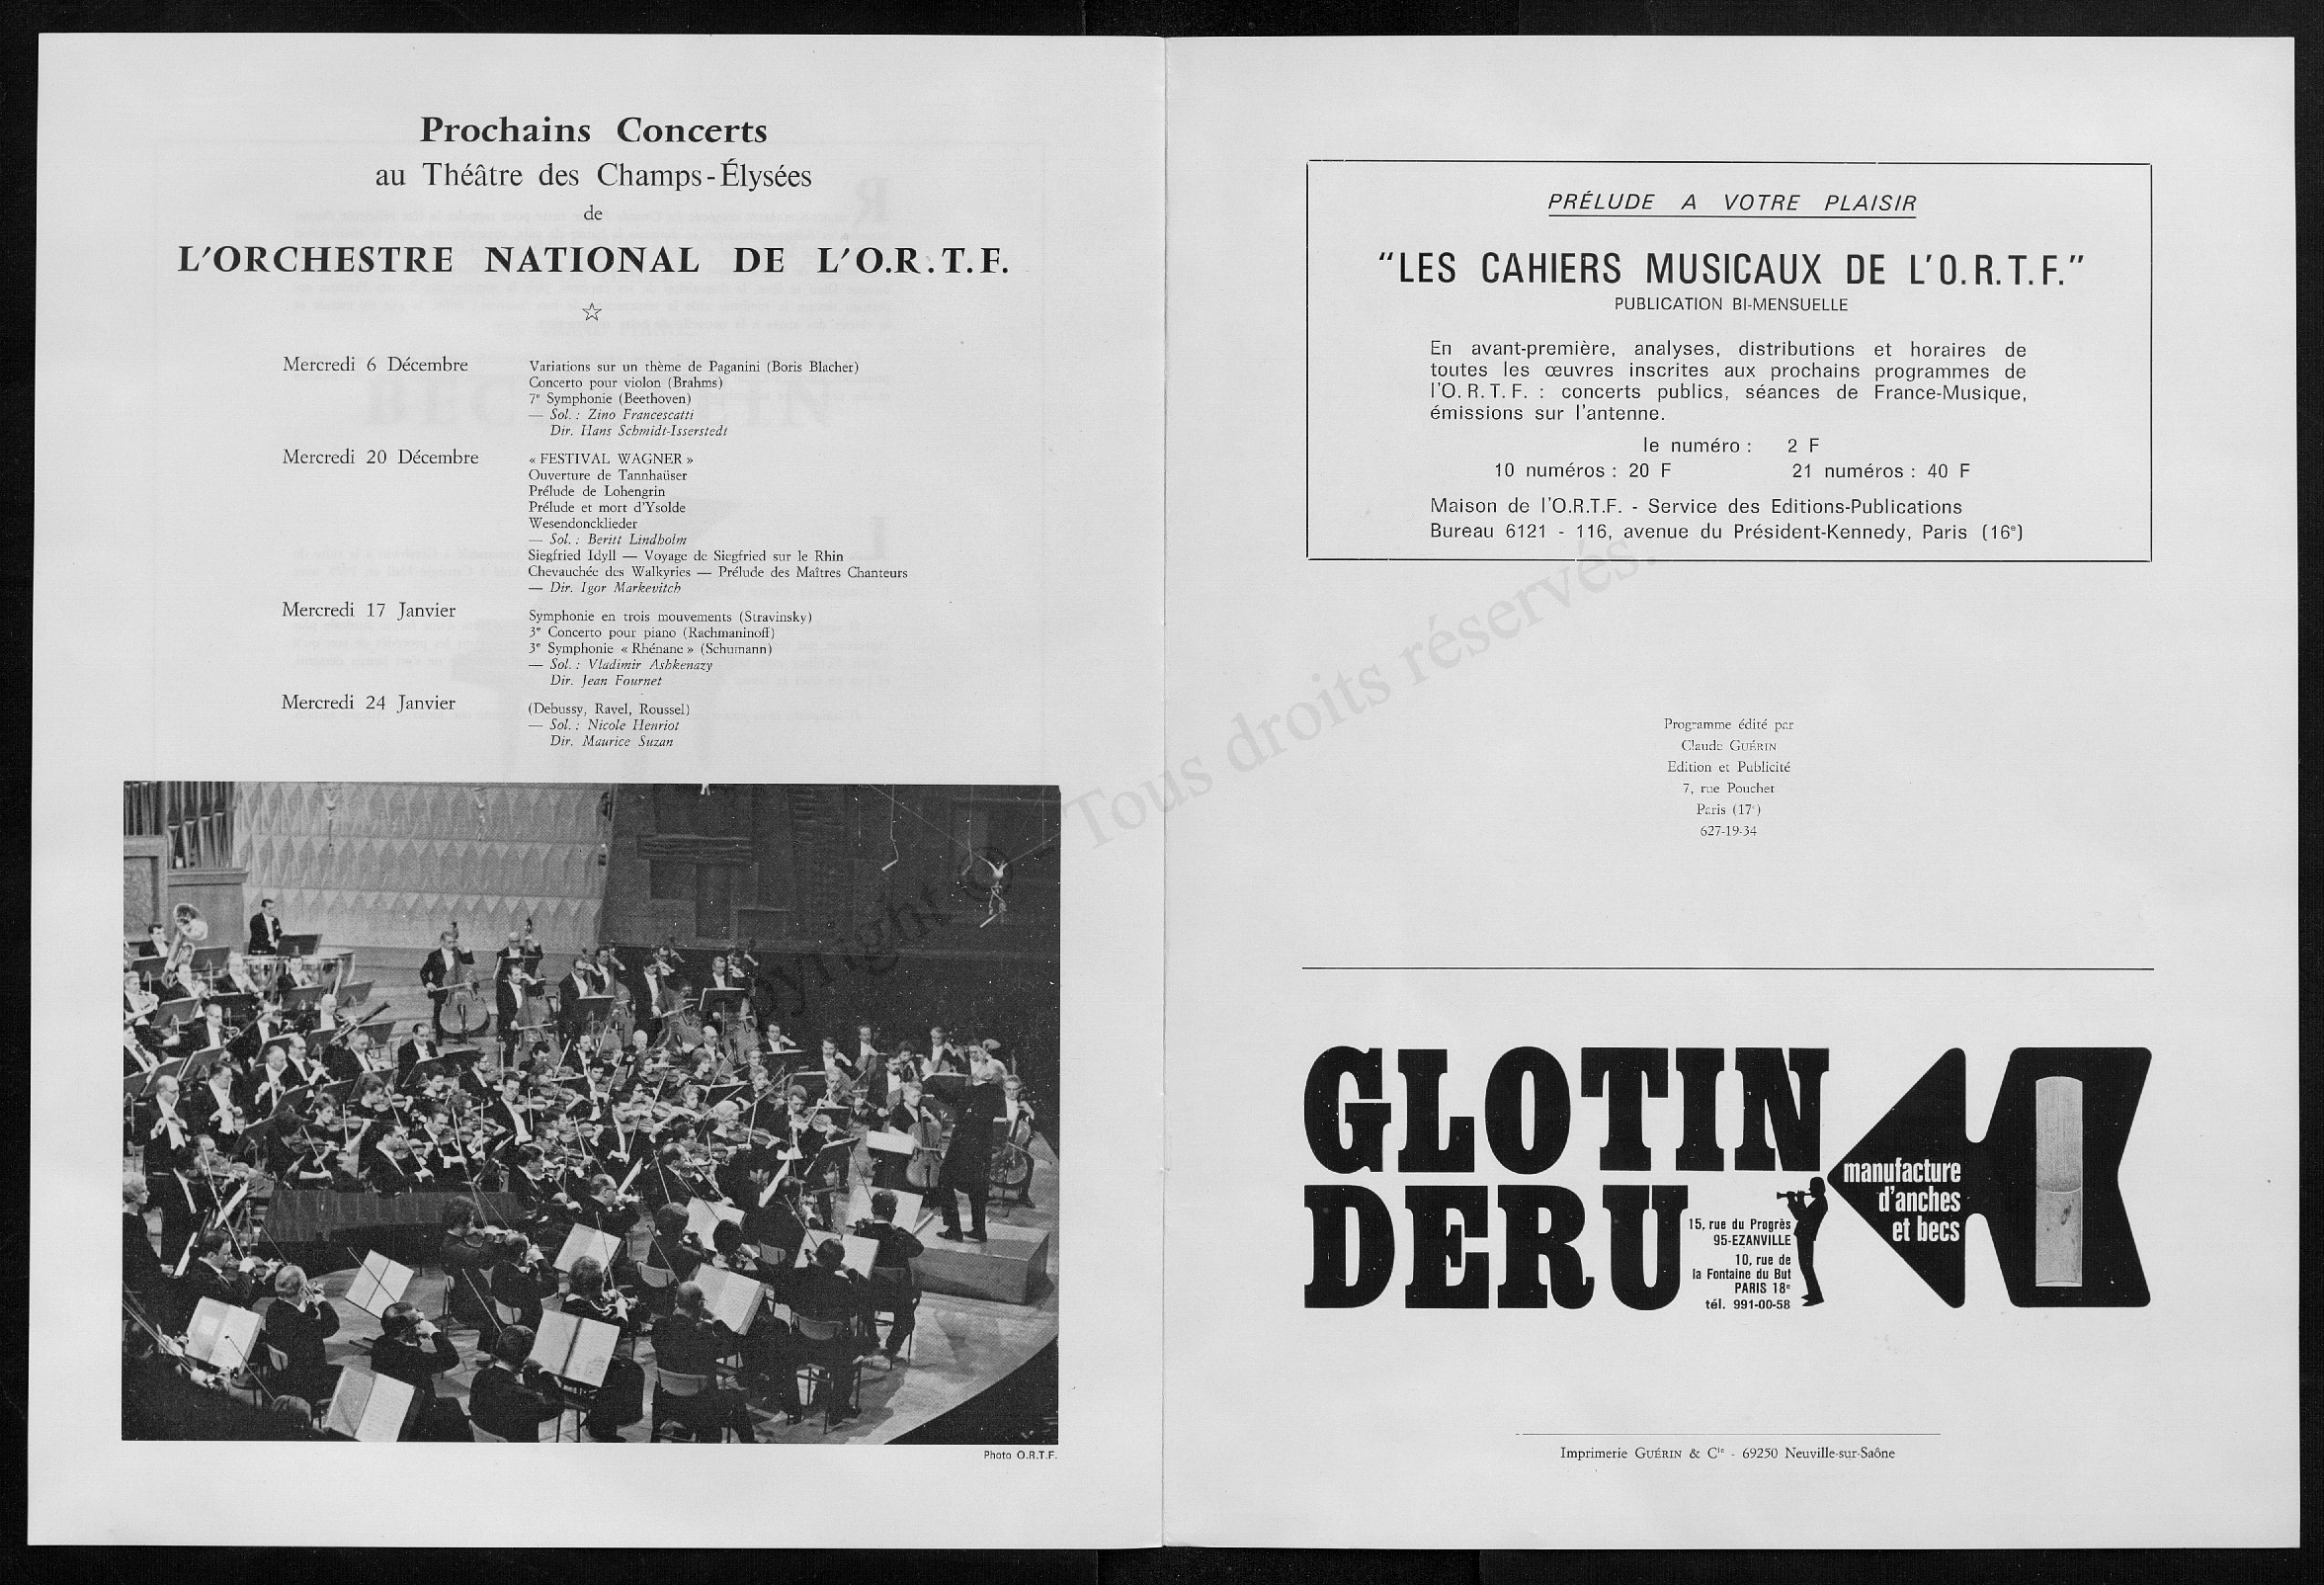 Prochains Concerts
au Théâtre des Champs-Élysées
de
L'ORCHESTRE NATIONAL DE L'O.R.T.F.
Mercredi 6 Décembre
Variations sur un thème de Paganini (Boris Blacher)
Concerto pour violon (Brahms)
7e Symphonie (Beethoven)
— Sol. : Zino Francescatti
Dir. Hans Schmidt-Isserstedt
Mercredi 20 Décembre
« FESTIVAL WAGNER »
Ouverture de Tannhaüser
Prélude de Lohengrin
Prélude et mort d'Ysolde
Wesendoncklieder
— Sol. : Beritt Lindholm
Siegfried Idyll — Voyage de Siegfried sur le Rhin
Chevauchée des Walkyries — Prélude des Maîtres Chanteurs
— Dir. Igor Markevitch
Mercredi 17 Janvier
Symphonie en trois mouvements (Stravinsky)
3e Concerto pour piano (Rachmaninoff)
3e Symphonie « Rhénane » (Schumann)
— Sol. : Vladimir Ashkenazy
Dir. Jean Fournet
Mercredi 24 Janvier
(Debussy, Ravel, Roussel)
— Sol. : Nicole Henriot
Dir. Maurice Suzan
Photo O.R.T.F.
PRÉLUDE A VOTRE PLAISIR
"LES CAHIERS MUSICAUX DE L'O.R.T.F."
PUBLICATION BI-MENSUELLE
En avant-première, analyses, distributions et horaires de
toutes les œuvres inscrites aux prochains programmes de
l'O.R.T.F. : concerts publics, séances de France-Musique,
émissions sur l'antenne.
le numéro : 2 F
10 numéros : 20 F 21 numéros : 40 F
Maison de l'O.R.T.F. - Service des Editions-Publications
Bureau 6121 - 116, avenue du Président-Kennedy, Paris (16e)
Programme édité par
Claude GUÉRIN
Edition et Publicité
7, rue Pouchet
Paris (17e)
627-19-34
GLOTIN
DERU
15, rue du Progrès
95-EZANVILLE
10, rue de
la Fontaine du But
PARIS 18e
tél. 991-00-58
manufacture
d'anches
et becs
Imprimerie GUÉRIN & Cie - 69250 Neuville-sur-Saône
Copyright © Tous droits réservés.